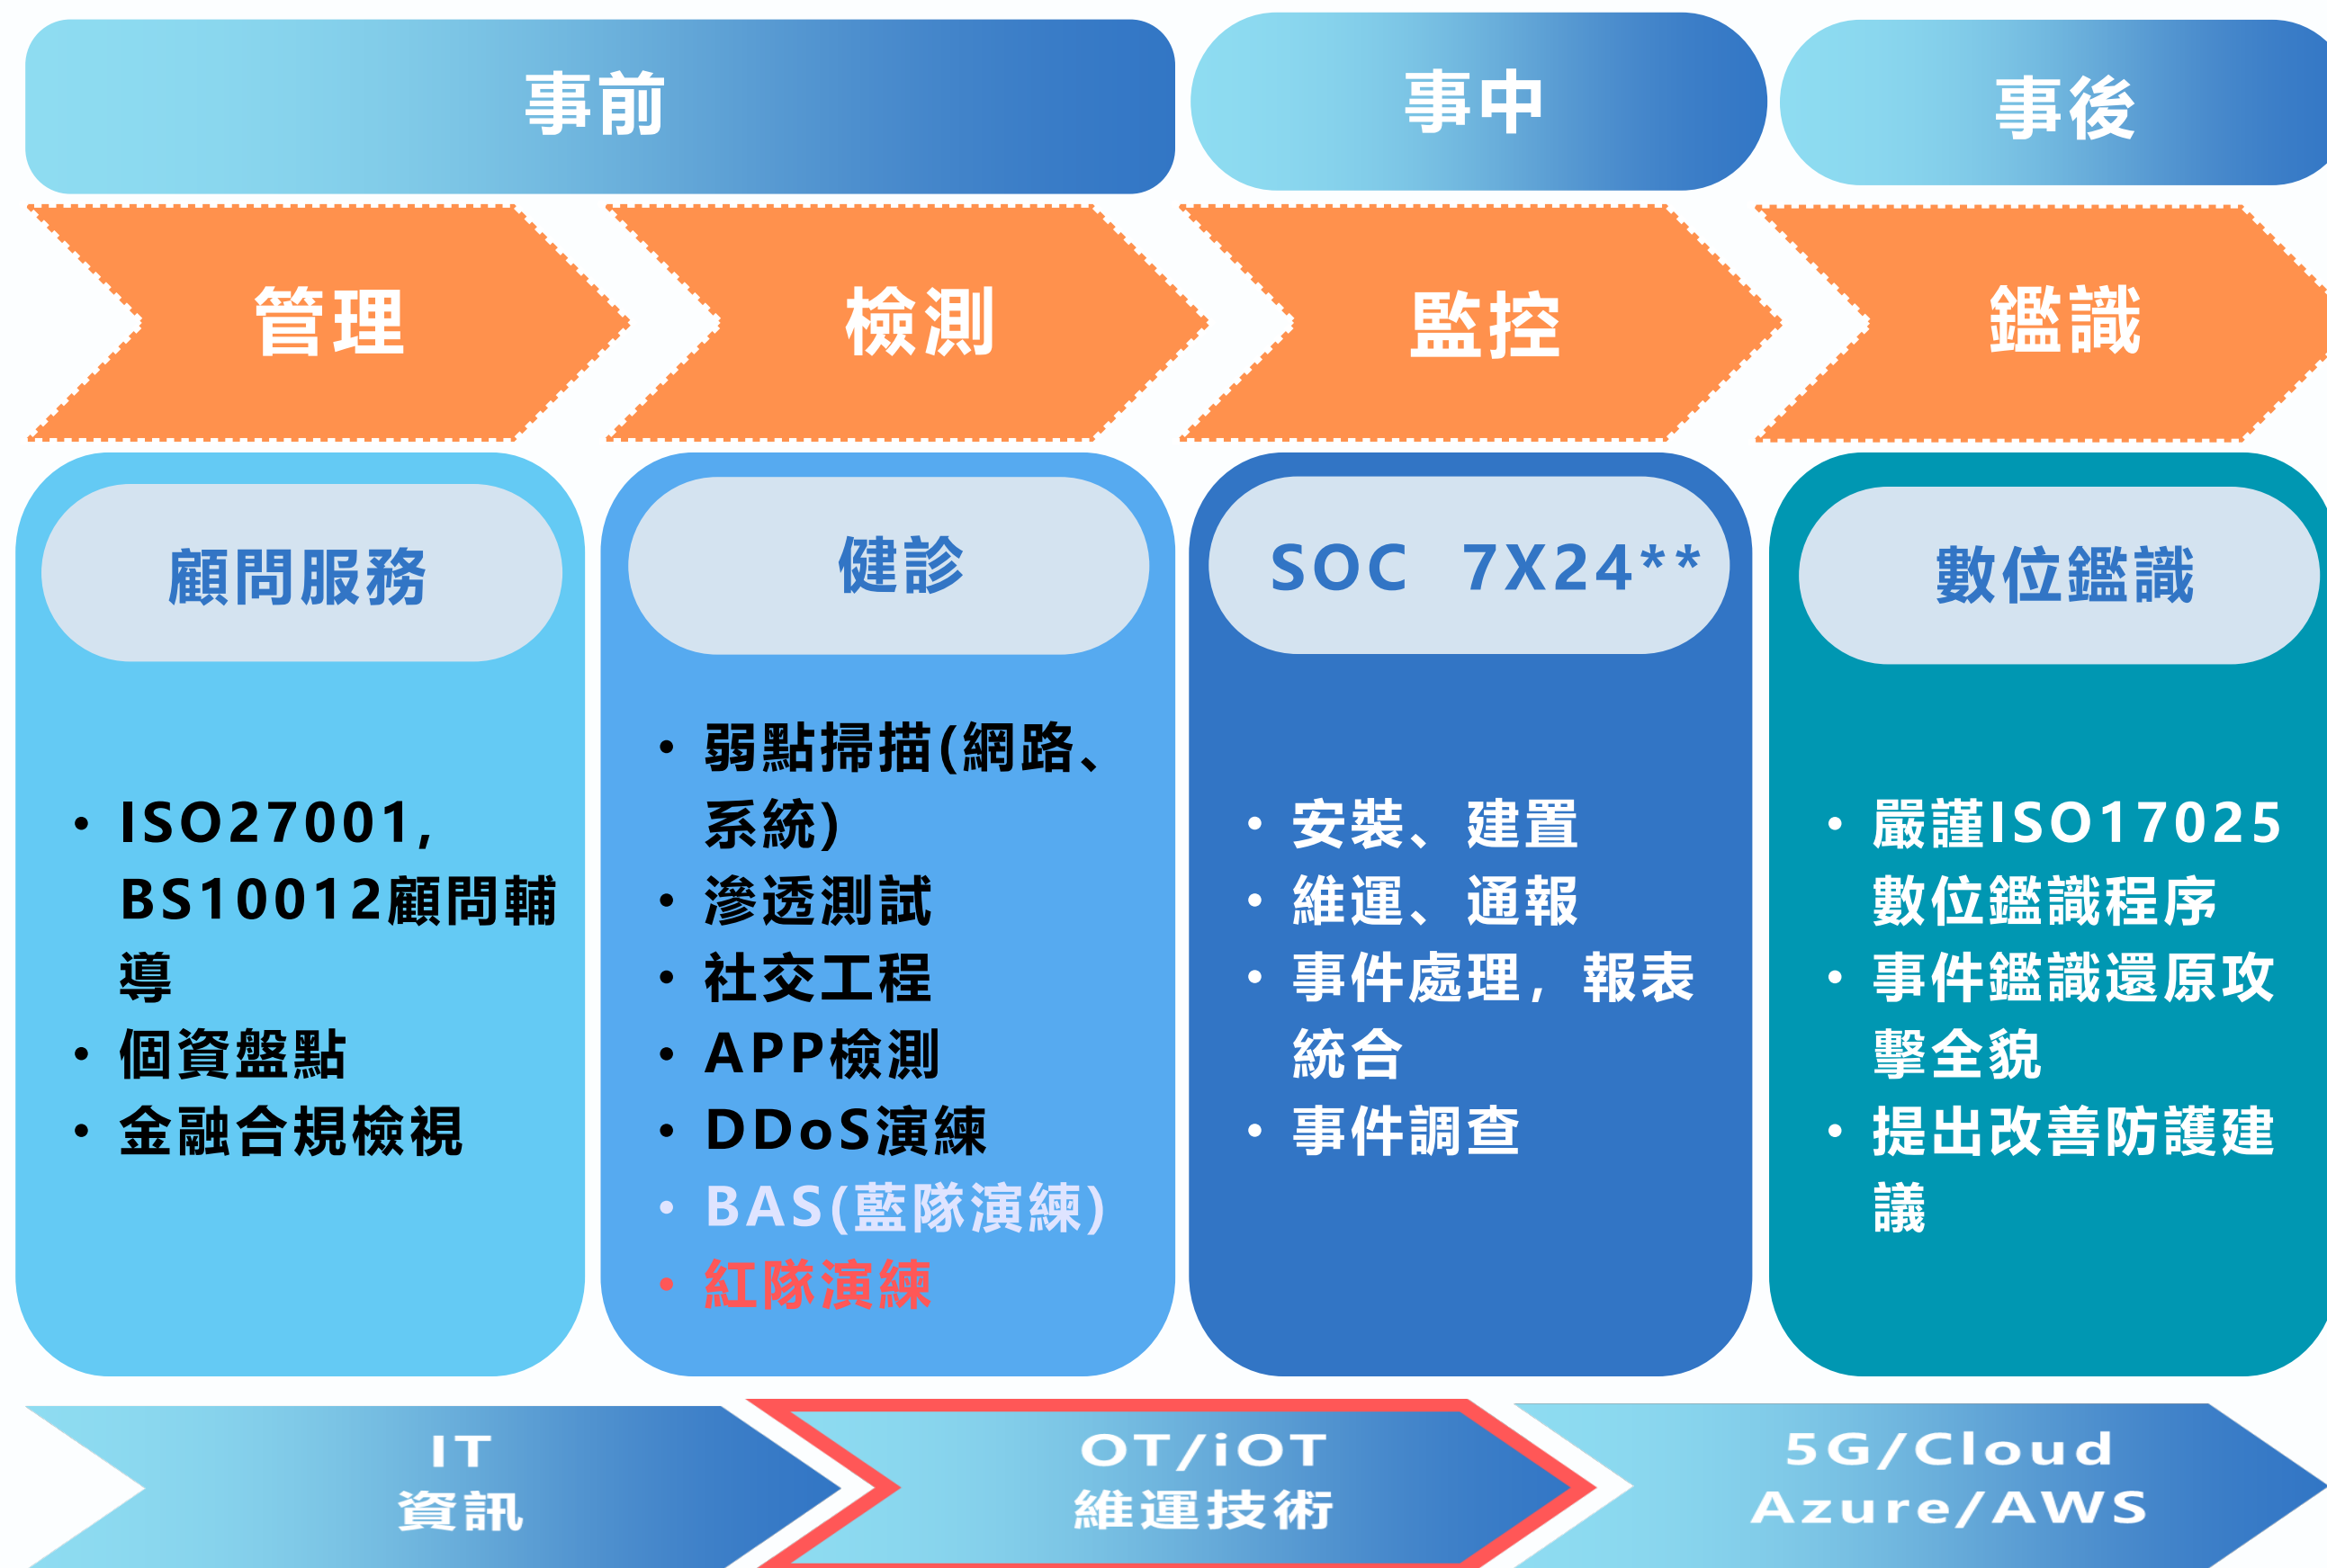 事前
事中
事後
管理
檢測
監控
鑑識
顧問服務
• ISO27001,
BS10012顧問輔
導
• 個資盤點
• 金融合規檢視
健診
• 弱點掃描(網路、
系統)
• 滲透測試
• 社交工程
• APP檢測
• DDoS演練
• BAS(藍隊演練)
• 紅隊演練
SOC 7X24**
• 安裝、建置
• 維運、通報
• 事件處理，報表
統合
• 事件調查
數位鑑識
• 嚴謹ISO17025
數位鑑識程序
• 事件鑑識還原攻
擊全貌
• 提出改善防護建
議
IT
資訊
OT/iOT
維運技術
5G/Cloud
Azure/AWS